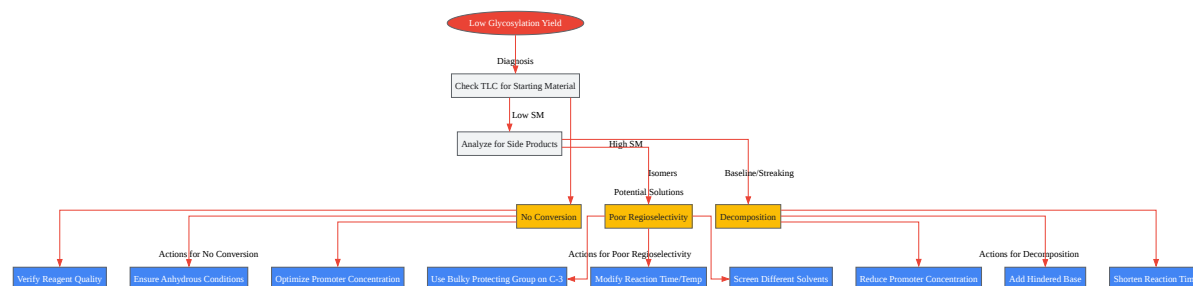 Low Glycosylation Yield
Diagnosis
Check TLC for Starting Material
Low SM
Analyze for Side Products
High SM
Isomers
Baseline/Streaking
Potential Solutions
No Conversion
Poor Regioselectivity
Decomposition
Actions for No Conversion
Actions for Poor Regioselectivity
Actions for Decomposition
Verify Reagent Quality
Ensure Anhydrous Conditions
Optimize Promoter Concentration
Use Bulky Protecting Group on C-3
Modify Reaction Time/Temp
Screen Different Solvents
Reduce Promoter Concentration
Add Hindered Base
Shorten Reaction Tim